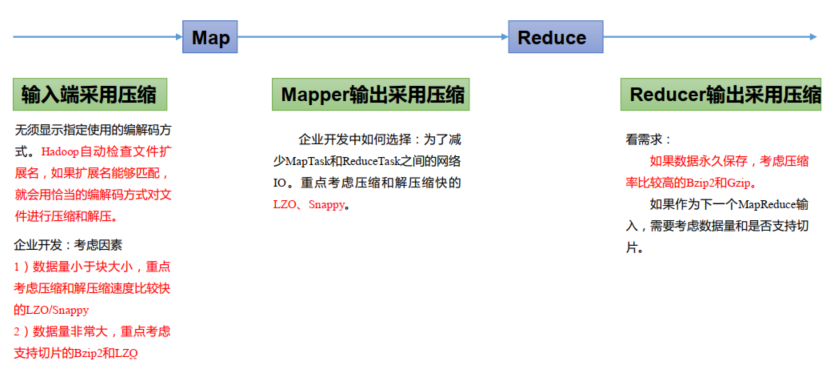 Map
Reduce
输入端采用压缩
无须显示指定使用的编解码方
式。Hadoop自动检查文件扩
展名，如果扩展名能够匹配，
就会用恰当的编解码方式对文
件进行压缩和解压。
企业开发：考虑因素
1）数据量小于块大小，重点
考虑压缩和解压缩速度比较快
的LZO/Snappy
2）数据量非常大，重点考虑
支持切片的Bzip2和LZO
Mapper输出采用压缩
企业开发中如何选择：为了减
少MapTask和ReduceTask之间的网络
IO。重点考虑压缩和解压缩快的
LZO、Snappy。
Reducer输出采用压缩
看需求：
如果数据永久保存，考虑压缩
率比较高的Bzip2和Gzip。
如果作为下一个MapReduce输
入，需要考虑数据量和是否支持切
片。